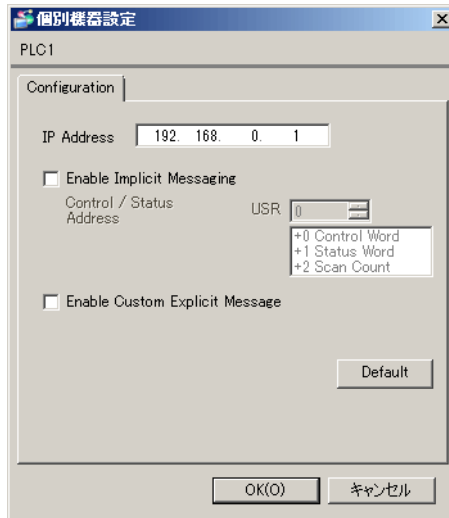 個別機器設定
PLC1
Configuration
IP Address 192. 168. 0. 1
Enable Implicit Messaging
Control / Status
Address
USR 0
+0 Control Word
+1 Status Word
+2 Scan Count
Enable Custom Explicit Message
Default
OK(O) キャンセル